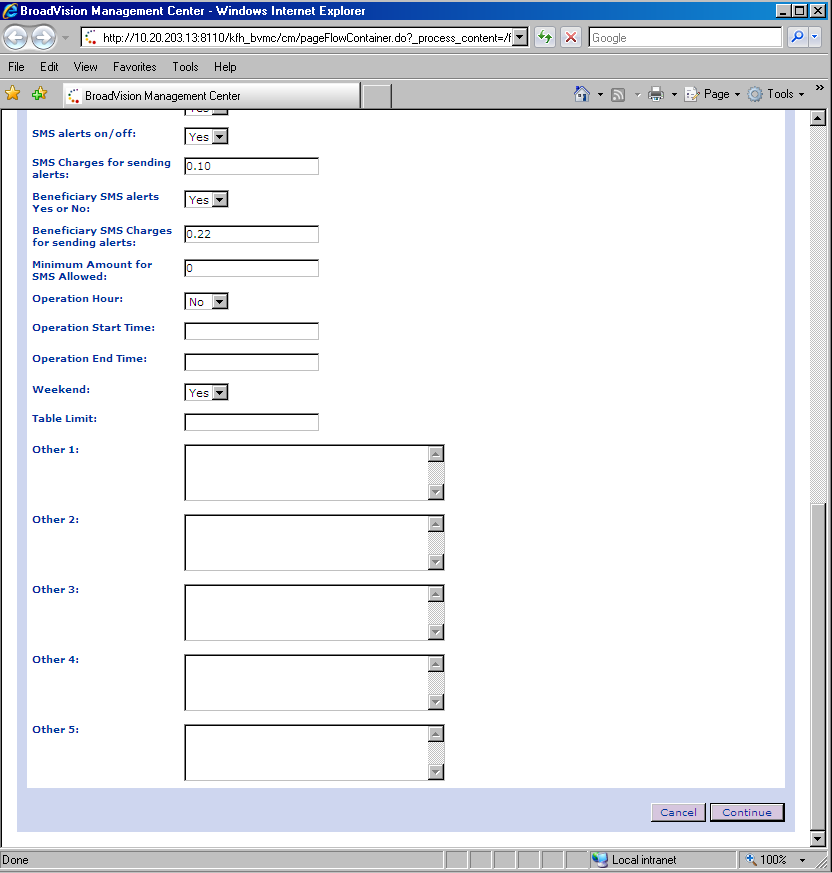 BroadVision Management Center - Windows Internet Explorer
http://10.20.203.13:8110/kfh_bvmc/cm/pageFlowContainer.do?_process_content=/f
Google
File Edit View Favorites Tools Help
BroadVision Management Center
Page Tools »
Yes
SMS alerts on/off: Yes
SMS Charges for sending
alerts:
0.10
Beneficiary SMS alerts
Yes or No:
Yes
Beneficiary SMS Charges
for sending alerts:
0.22
Minimum Amount for
SMS Allowed:
0
Operation Hour: No
Operation Start Time:
Operation End Time:
Weekend: Yes
Table Limit:
Other 1:
Other 2:
Other 3:
Other 4:
Other 5:
Cancel Continue
Done Local intranet 100%